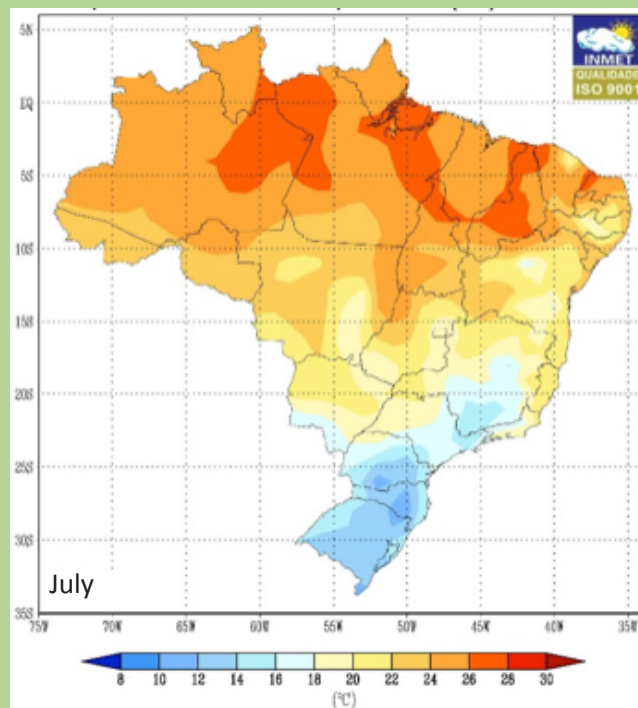 5N
INMET
QUALIDADE
ISO 9001
EQ
5S
10S
15S
20S
25S
30S
July
35S
75W 70W 65W 60W 55W 50W 45W 40W 35W
8 10 12 14 16 18 20 22 24 26 28 30
(°C)